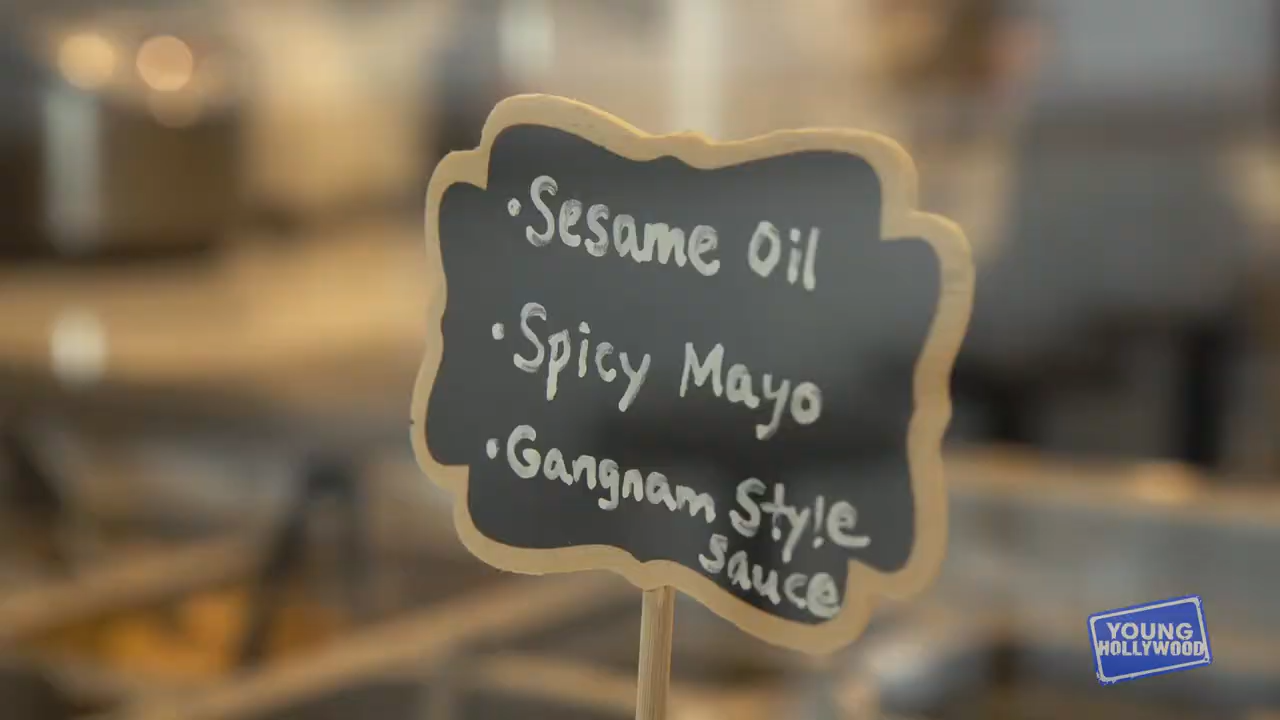 • Sesame Oil
• Spicy Mayo
• Gangnam Style
sauce
YOUNG
HOLLYWOOD